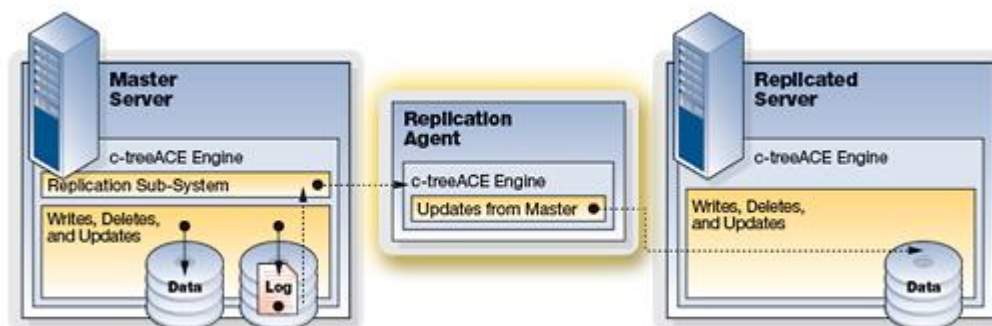 Master
Server
c-treeACE Engine
Replication Sub-System
Writes, Deletes,
and Updates
Data
Log
Replication
Agent
c-treeACE Engine
Updates from Master
Replicated
Server
c-treeACE Engine
Writes, Deletes,
and Updates
Data